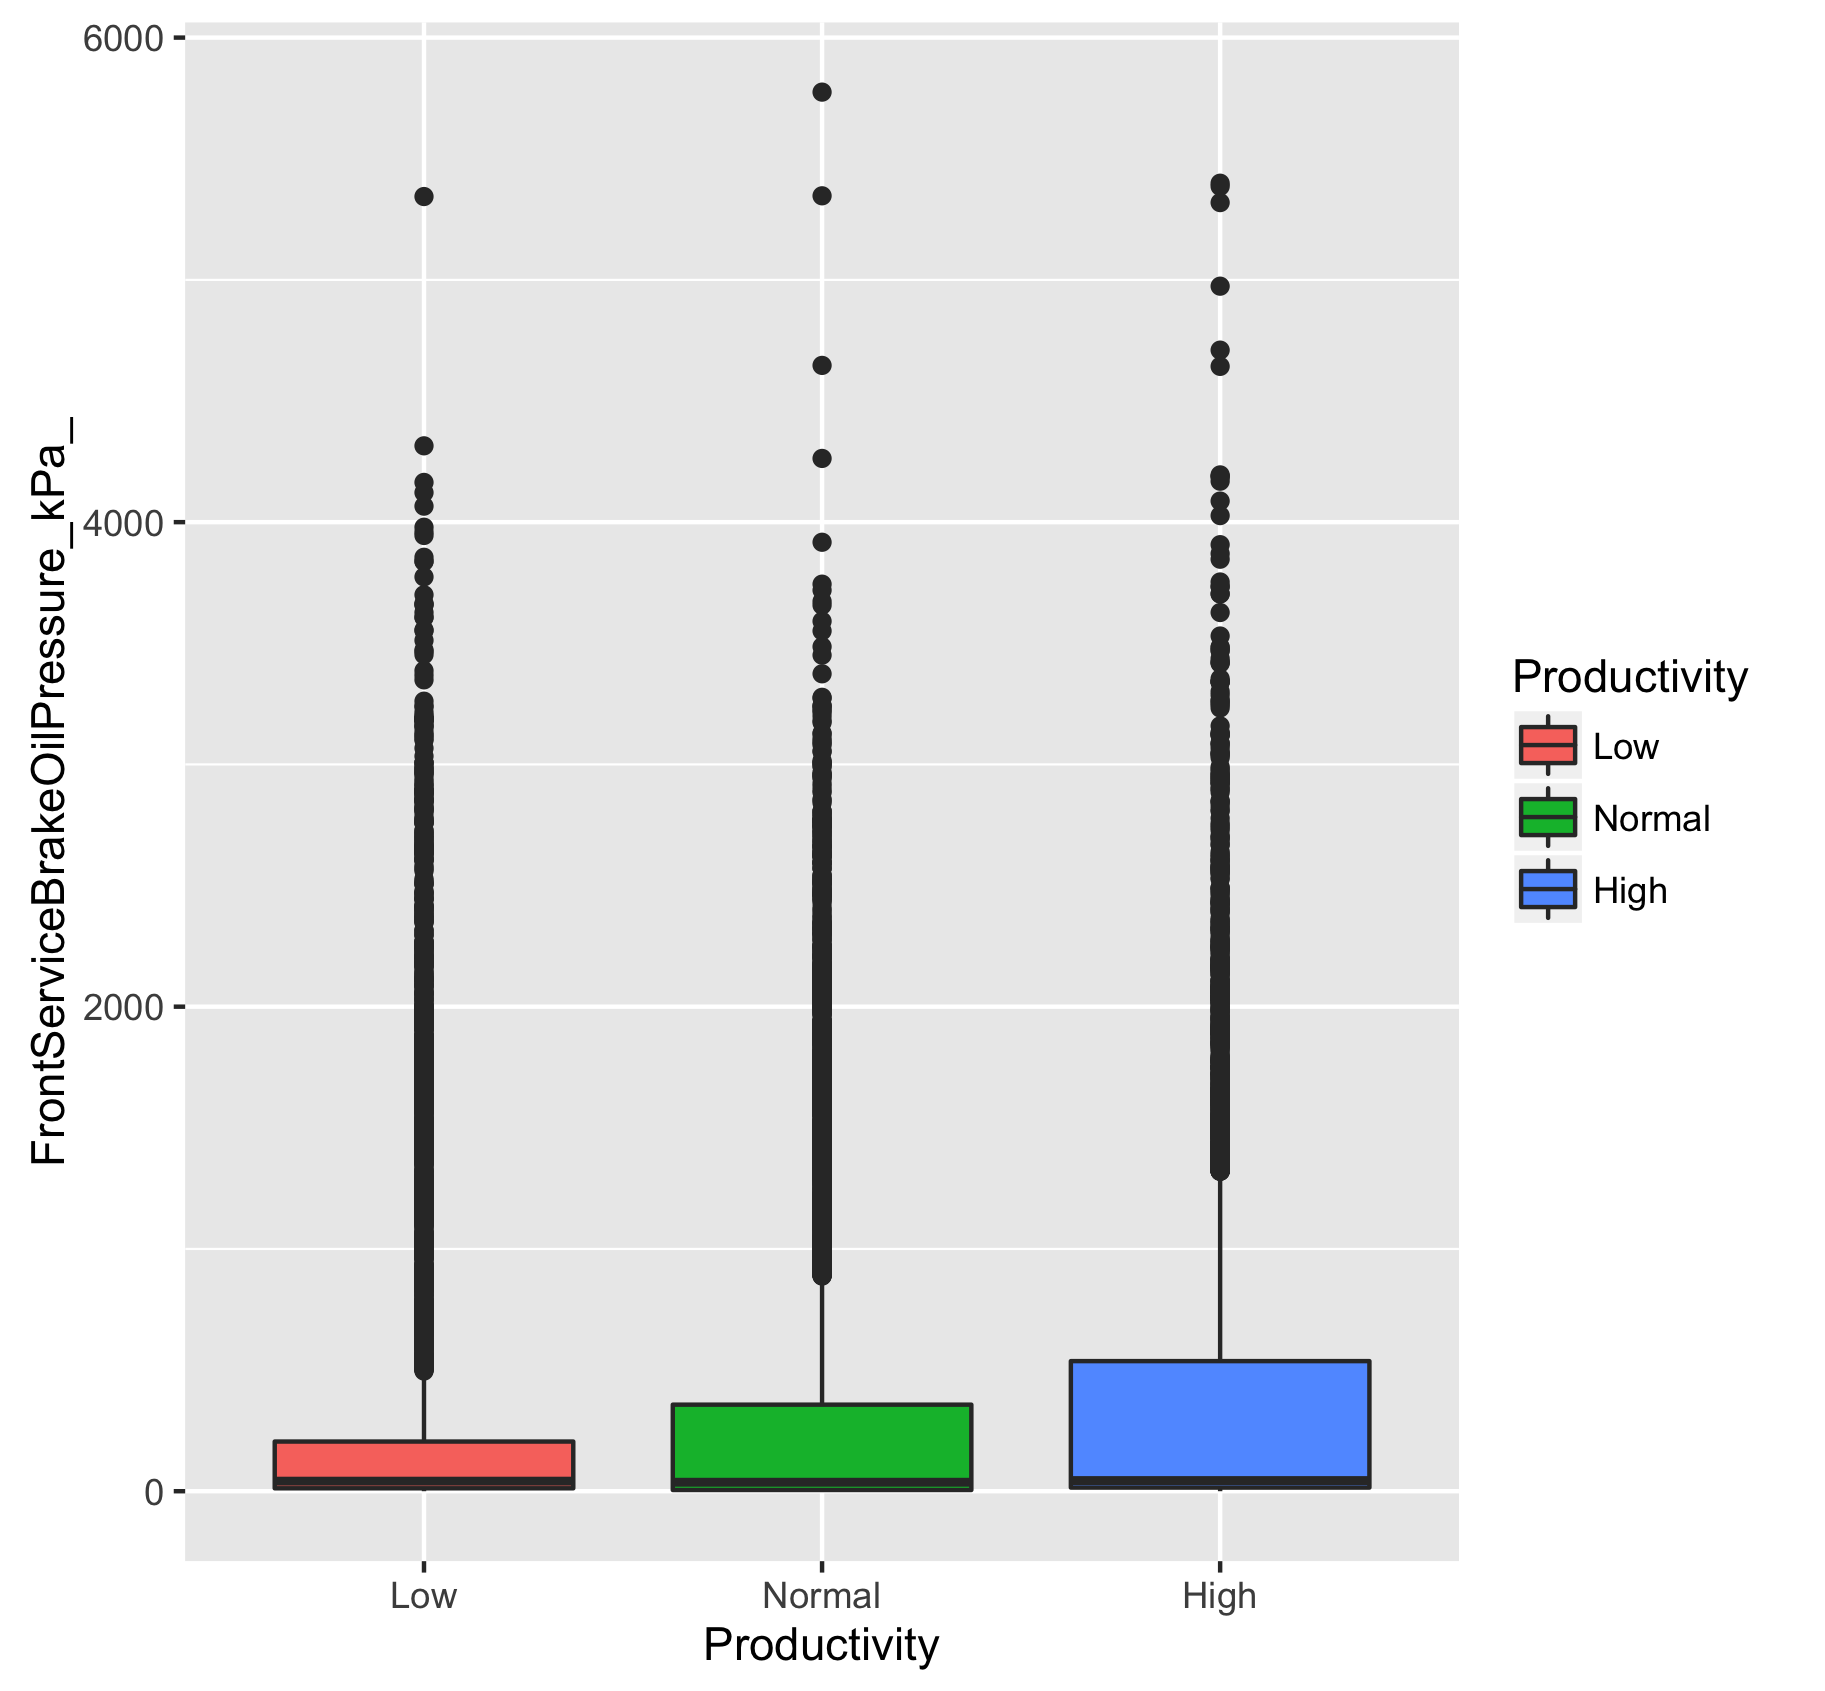 FrontServiceBrakeOilPressure_kPa_
6000
4000
2000
0
Low
Normal
High
Productivity
Productivity
Low
Normal
High